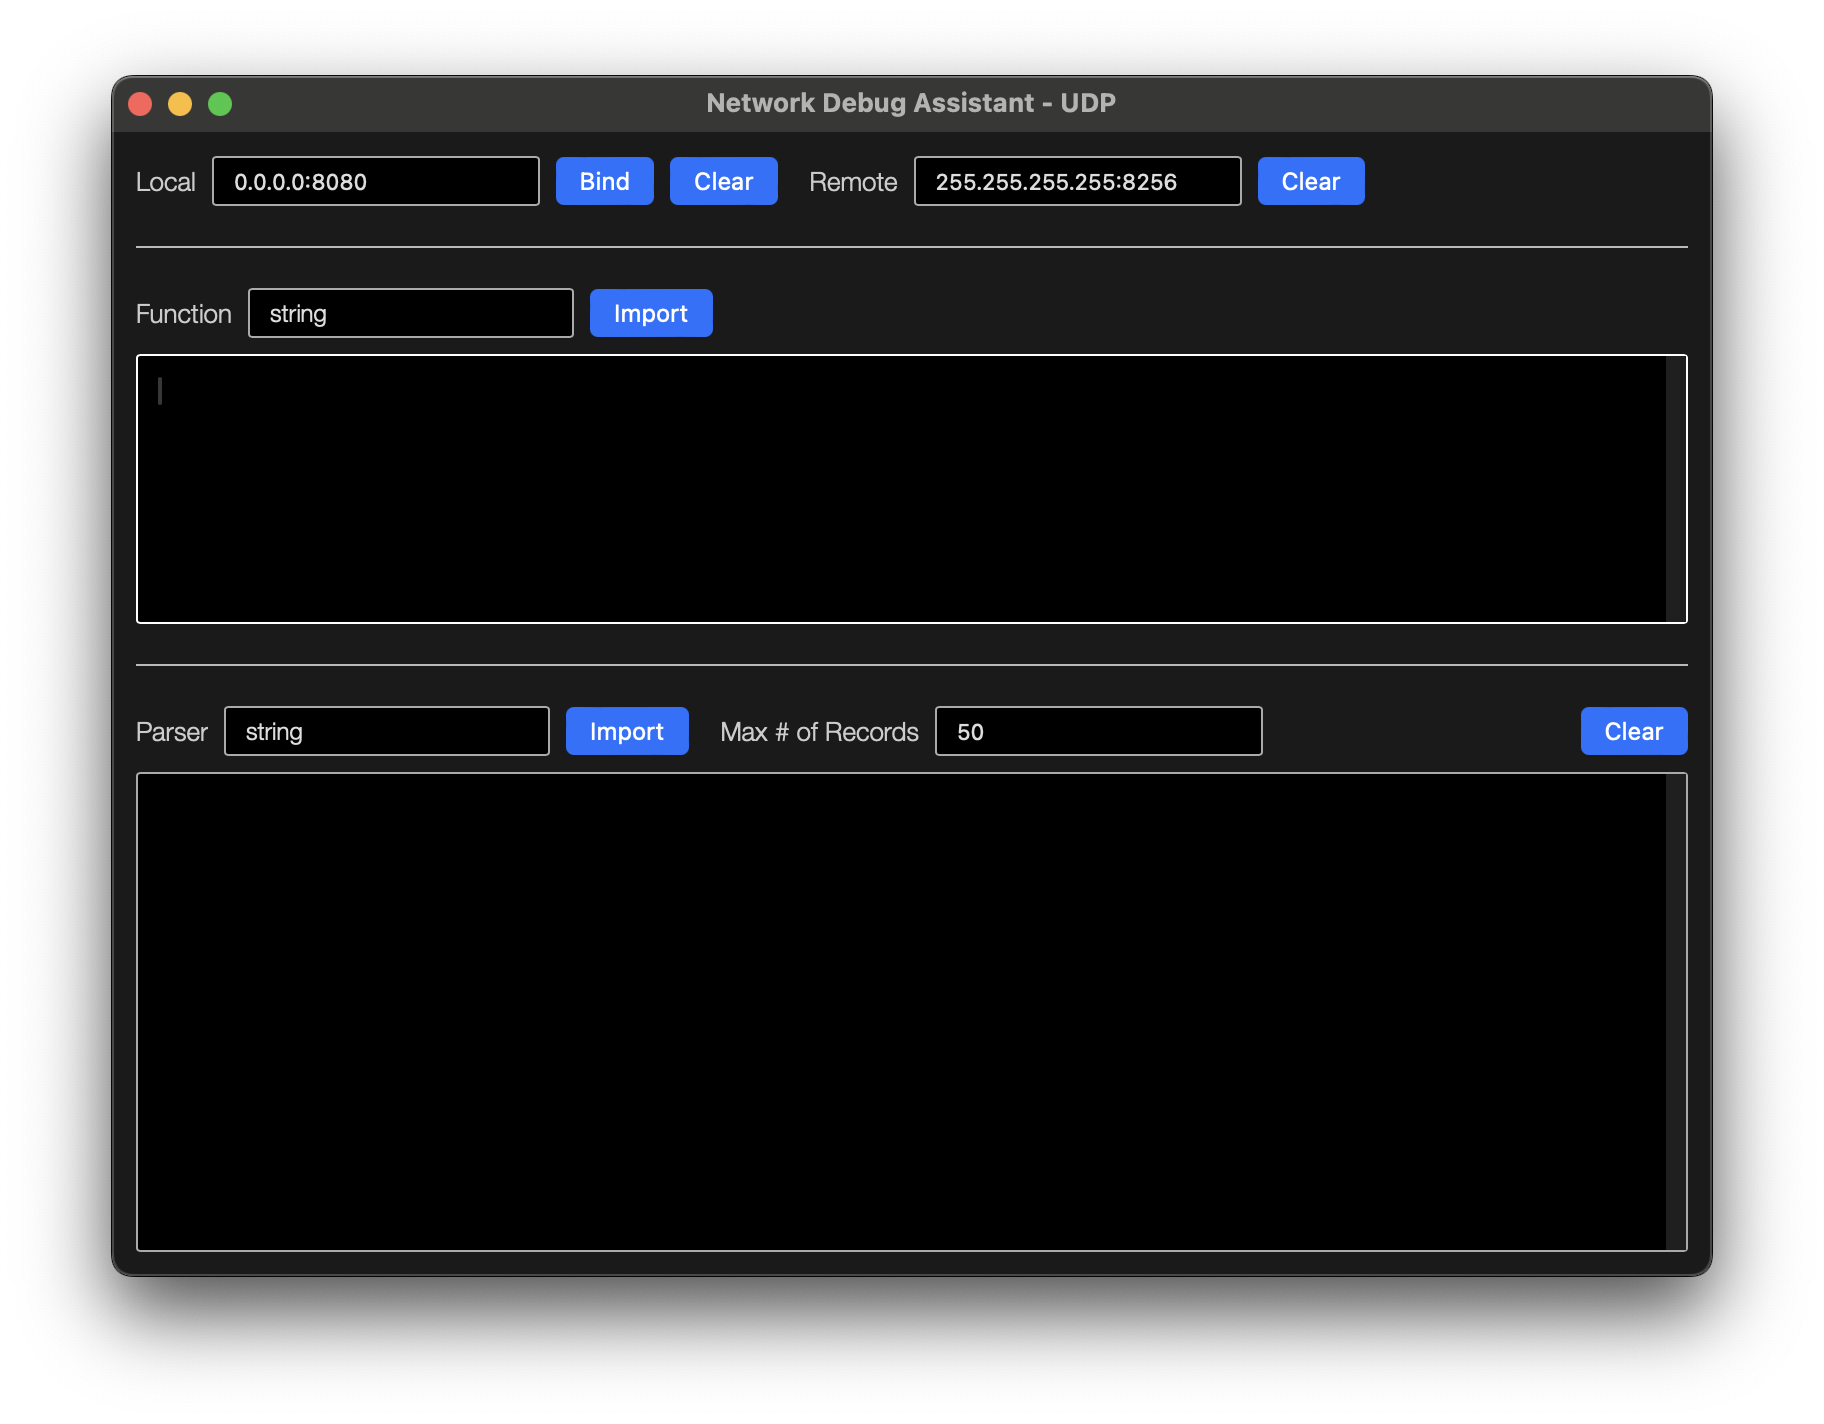 Network Debug Assistant - UDP
Local 0.0.0.0:8080 Bind Clear Remote 255.255.255.255:8256 Clear
Function string Import
Parser string Import Max # of Records 50 Clear